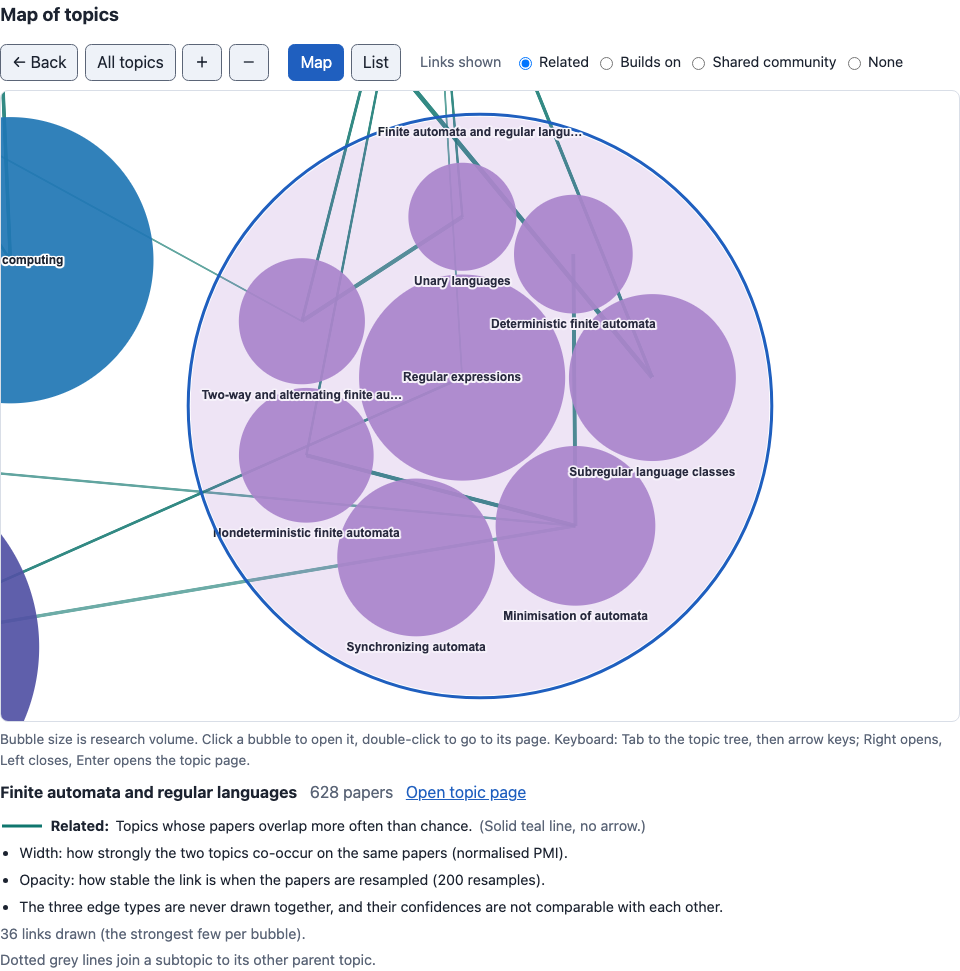 Map of topics
← Back All topics + − Map List Links shown Related Builds on Shared community None
Finite automata and regular langu…
computing
Unary languages
Deterministic finite automata
Regular expressions
Two-way and alternating finite au…
Subregular language classes
Nondeterministic finite automata
Minimisation of automata
Synchronizing automata
Bubble size is research volume. Click a bubble to open it, double-click to go to its page. Keyboard: Tab to the topic tree, then arrow keys; Right opens,
Left closes, Enter opens the topic page.
Finite automata and regular languages 628 papers Open topic page
Related: Topics whose papers overlap more often than chance. (Solid teal line, no arrow.)
• Width: how strongly the two topics co-occur on the same papers (normalised PMI).
• Opacity: how stable the link is when the papers are resampled (200 resamples).
• The three edge types are never drawn together, and their confidences are not comparable with each other.
36 links drawn (the strongest few per bubble).
Dotted grey lines join a subtopic to its other parent topic.